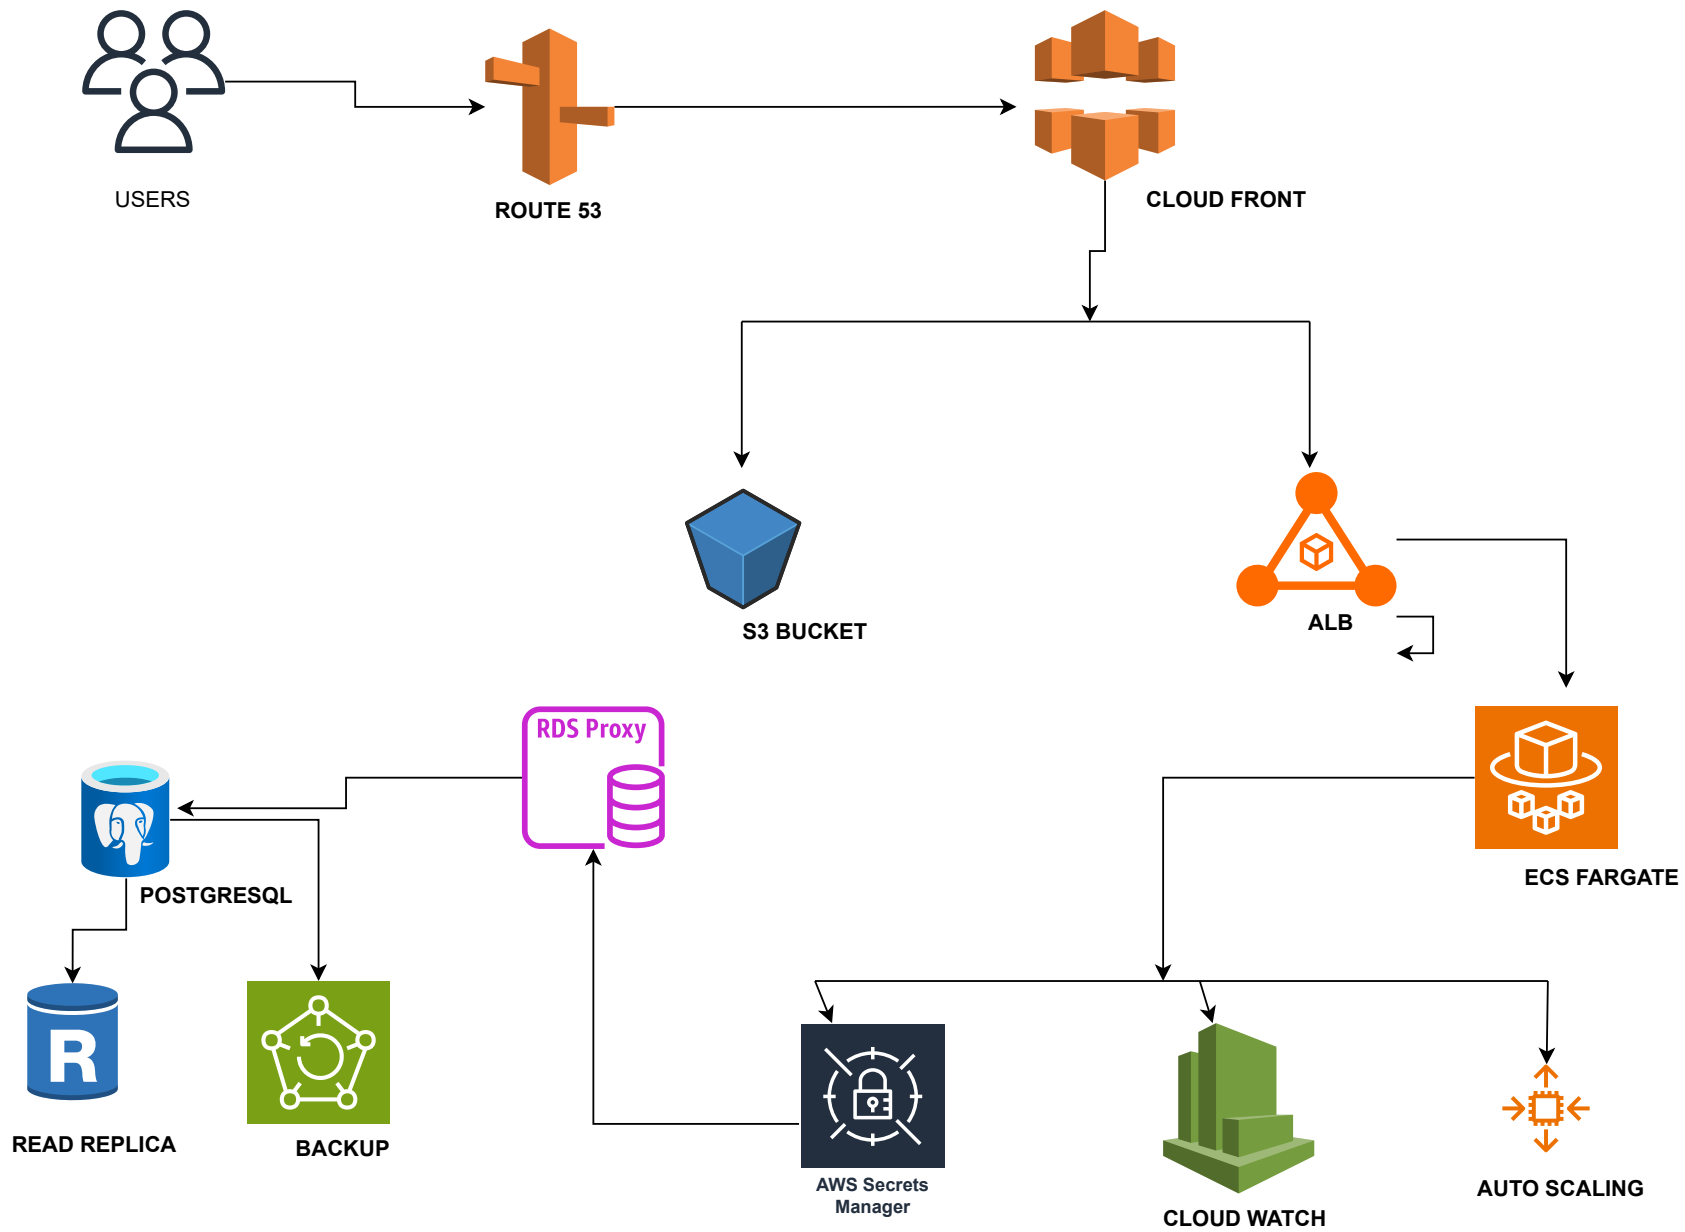 USERS
ROUTE 53
CLOUD FRONT
S3 BUCKET
ALB
RDS Proxy
POSTGRESQL
ECS FARGATE
R
READ REPLICA
BACKUP
AWS Secrets
Manager
CLOUD WATCH
AUTO SCALING